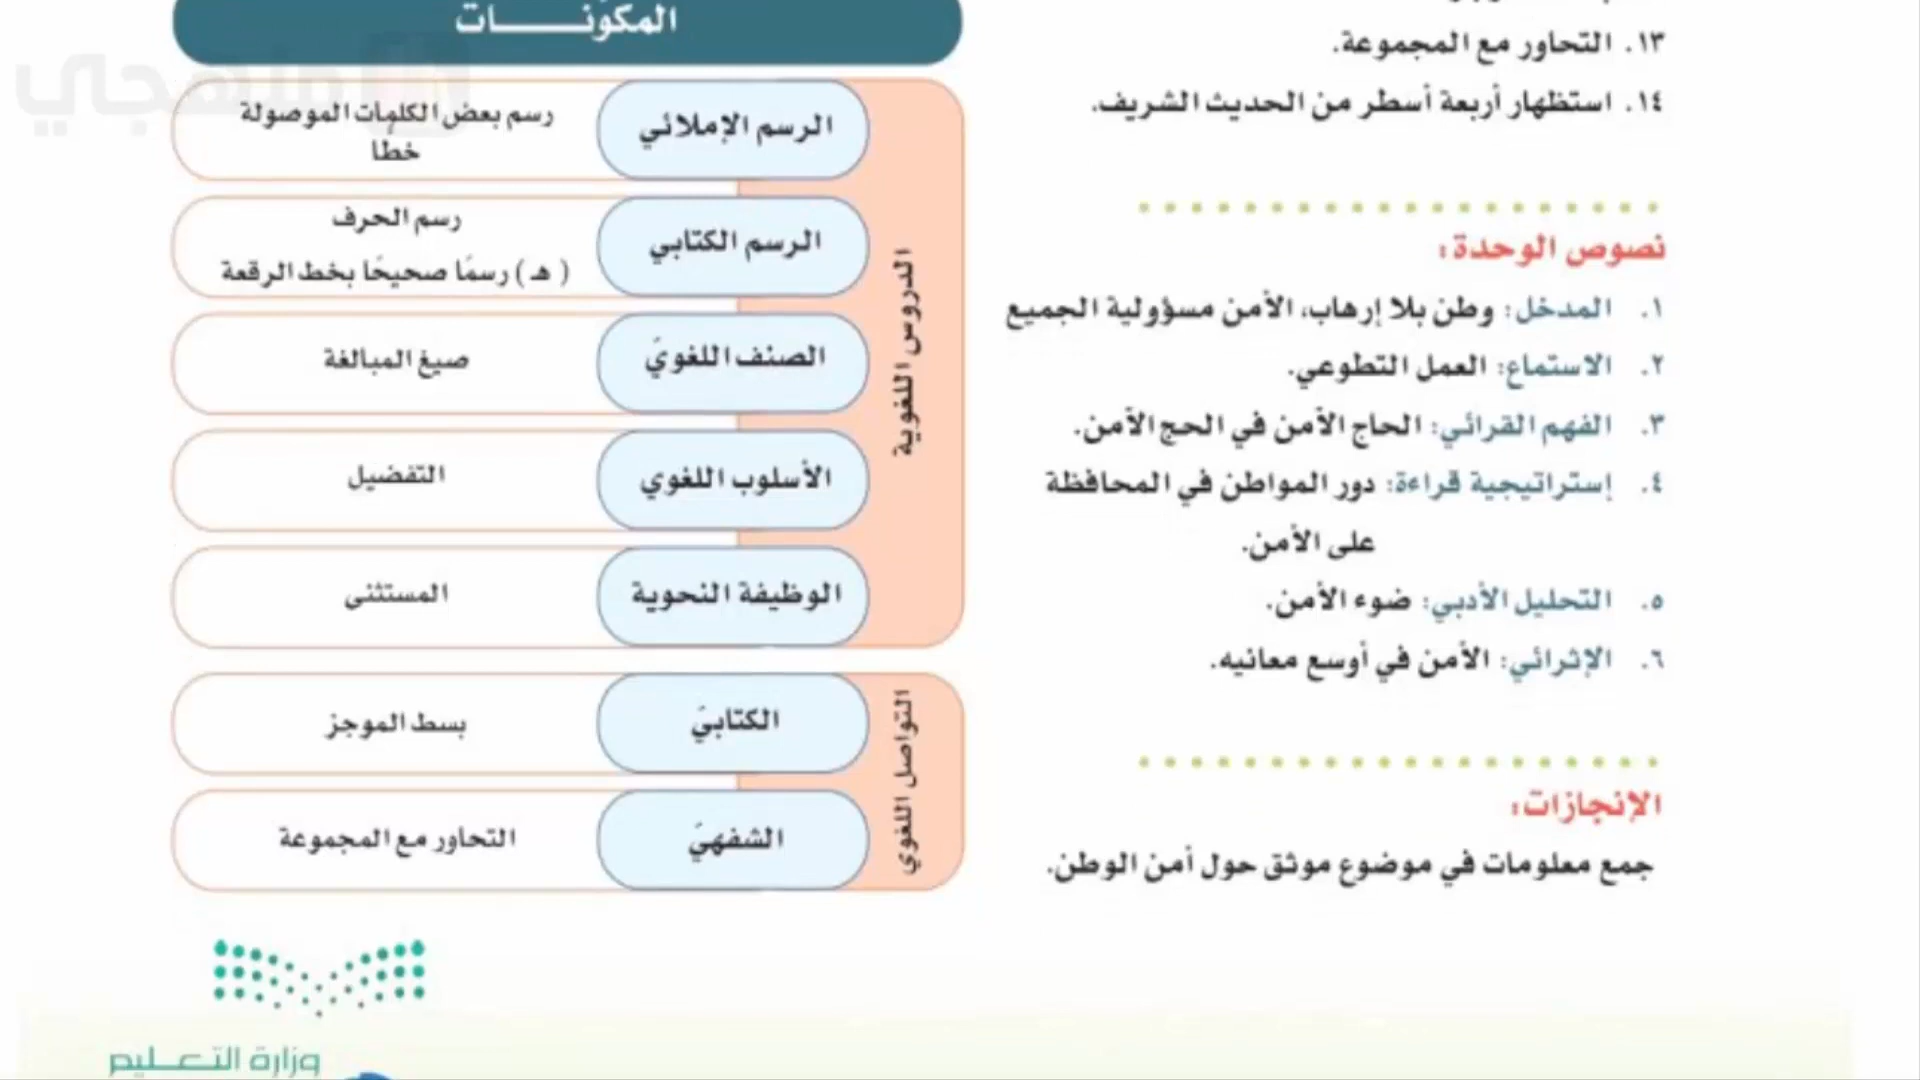 ١٣. التحاور مع المجموعة.
١٤. استظهار أربعة أسطر من الحديث الشريف.
نصوص الوحدة:
١. المدخل: وطن بلا إرهاب، الأمن مسؤولية الجميع
٢. الاستماع: العمل التطوعي.
٣. الفهم القرائي: الحاج الآمن في الحج الآمن.
٤. إستراتيجية قراءة: دور المواطن في المحافظة
على الأمن.
٥. التحليل الأدبي: ضوء الأمن.
٦. الإثرائي: الأمن في أوسع معانيه.
الإنجازات:
جمع معلومات في موضوع موثق حول أمن الوطن.
المكوّنـــــــات
الدروس اللغوية
الرسم الإملائي
رسم بعض الكلمات الموصولة
خطا
الرسم الكتابي
رسم الحرف
( هـ ) رسمًا صحيحًا بخط الرقعة
الصنف اللغويّ
صيغ المبالغة
الأسلوب اللغوي
التفضيل
الوظيفة النحوية
المستثنى
التواصل اللغوي
الكتابيّ
بسط الموجز
الشفهيّ
التحاور مع المجموعة
منهجي
وزارة التعـــليم